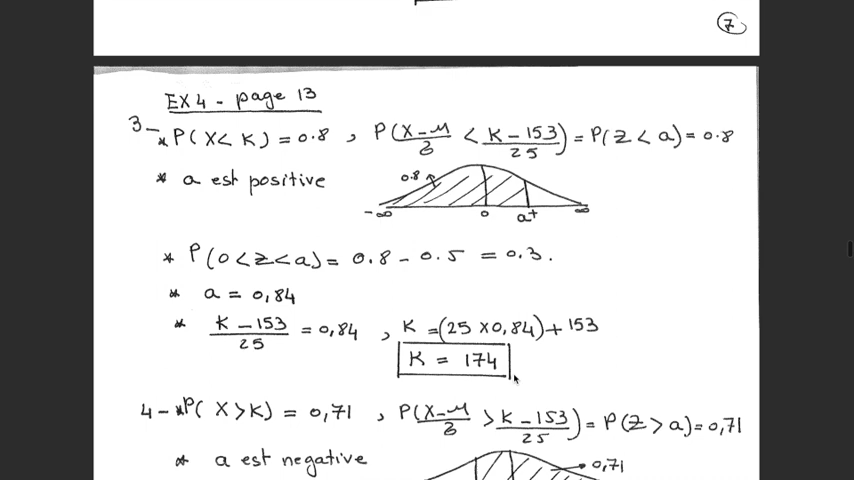 7
EX4 - page 13
3- * P(X < K) = 0.8 , P(X-μ/б < K-153/25) = P(Z < a) = 0.8
* a est positive
0.8
-∞ 0 a+ ∞
* P(0 < Z < a) = 0.8 - 0.5 = 0.3.
* a = 0,84
* K-153/25 = 0,84 , K = (25 x 0,84) + 153
K = 174
4- * P(X > K) = 0,71 , P(X-μ/б > K-153/25) = P(Z > a) = 0,71
* a est negative
0,71